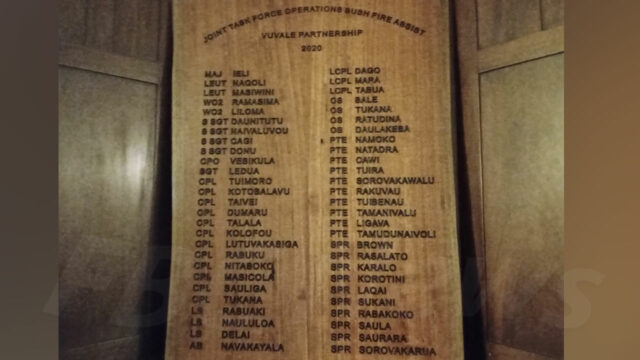 JOINT TASK FORCE OPERATIONS BUSH FIRE ASSIST
VUVALE PARTNERSHIP
2020
MAJ IELI
LEUT NAGOLI
LEUT MASIWINI
WO2 RAMASIMA
WO2 LILOMA
S SGT DAUNITUTU
S SGT NAIVALUVOU
S SGT GAGI
S SGT DONU
CPO VESIKULA
SGT LEDUA
CPL TUIMORO
CPL KOTOBALAVU
CPL TAIVEI
CPL DUMARU
CPL TALALA
CPL KOLOFOU
CPL LUTUVAKASIGA
CPL RABUKU
CPL NITABOKO
CPL MASICOLA
CPL SAULIGA
CPL TUKANA
LS RABUAKI
LS NAULULOA
LS DELAI
AB NAVAKAYALA
LCPL DAGO
LCPL MARA
LCPL TABUA
OS BALE
OS TUKANA
OS RATUDINA
OS DAULAKEBA
PTE NAMOKO
PTE NATADRA
PTE CAWI
PTE TUIRA
PTE SOROVAKAWALU
PTE RAKUVAU
PTE TUIBENAU
PTE TAMANIVALU
PTE LIGAVA
PTE TAMUDUNAIVOLI
SPR BROWN
SPR RASALATO
SPR KARALO
SPR KOROTINI
SPR LAQAI
SPR SUKANI
SPR RABAKOKO
SPR SAULA
SPR SAURARA
SPR SOROVAKARUA